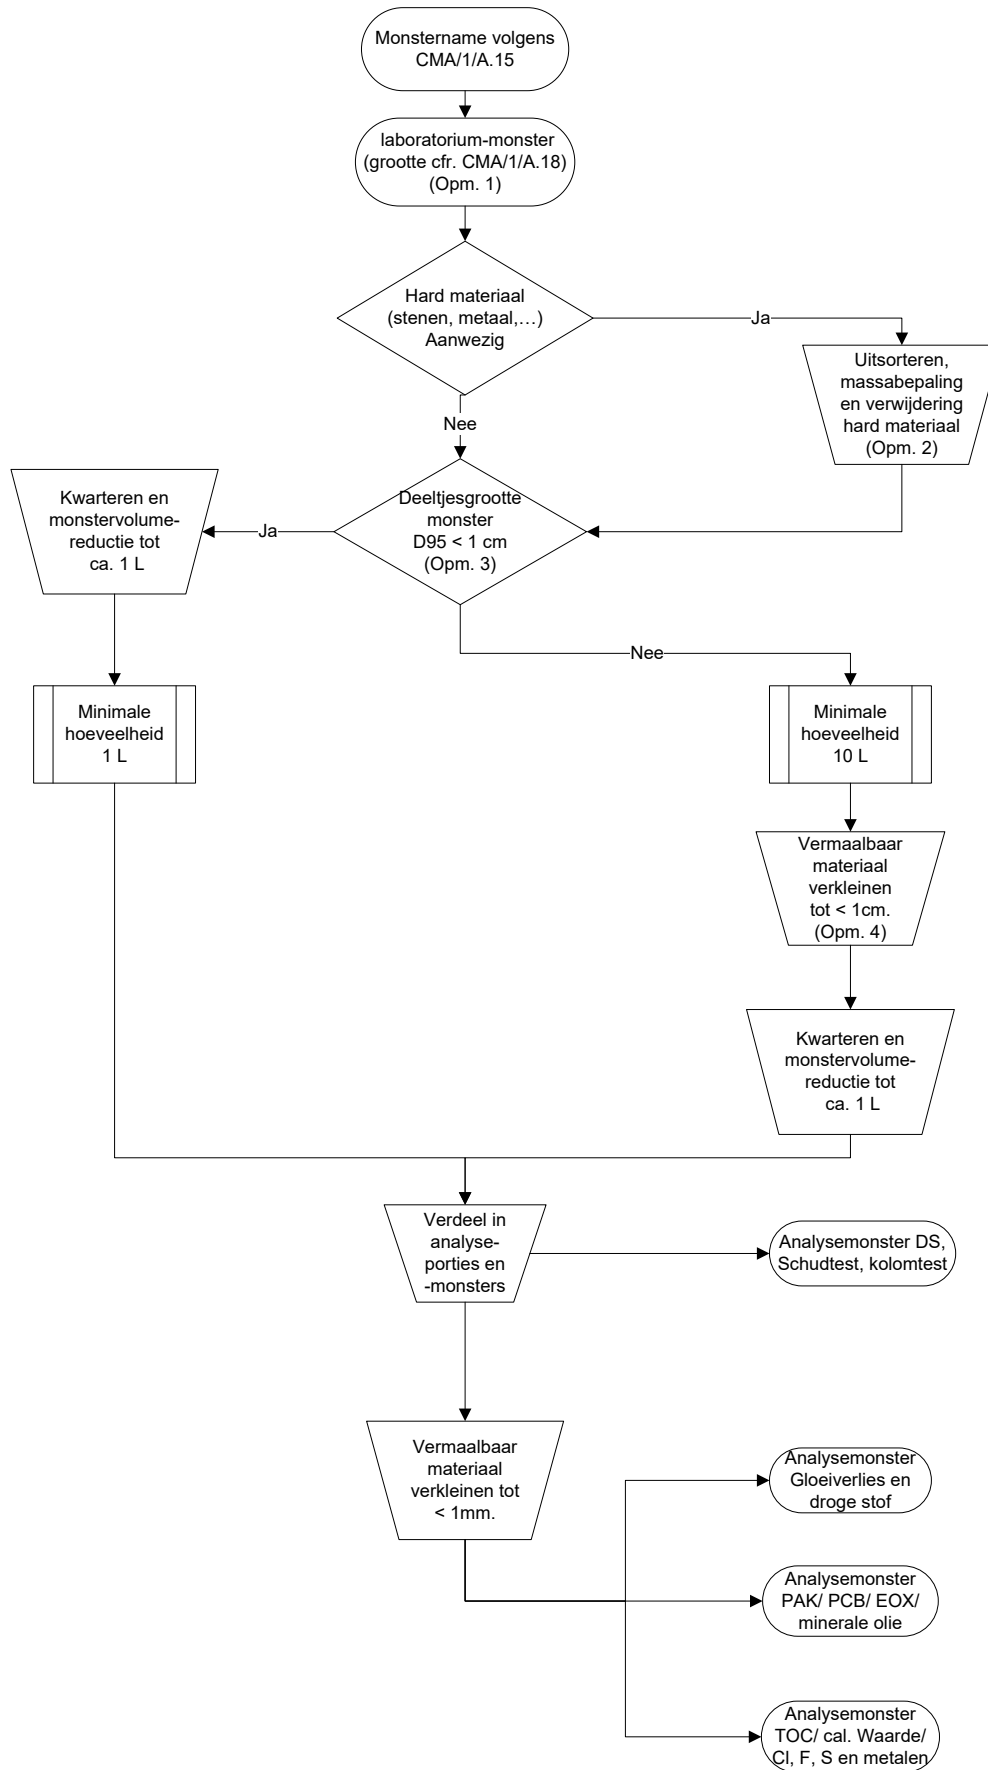 Monstername volgens
CMA/1/A.15
laboratorium-monster
(grootte cfr. CMA/1/A.18)
(Opm. 1)
Hard materiaal
(stenen, metaal,…)
Aanwezig
Ja
Uitsorteren,
massabepaling
en verwijdering
hard materiaal
(Opm. 2)
Nee
Deeltjesgrootte
monster
D95 < 1 cm
(Opm. 3)
Ja
Kwarteren en
monstervolume-
reductie tot
ca. 1 L
Nee
Minimale
hoeveelheid
1 L
Minimale
hoeveelheid
10 L
Vermaalbaar
materiaal
verkleinen
tot < 1cm.
(Opm. 4)
Kwarteren en
monstervolume-
reductie tot
ca. 1 L
Verdeel in
analyse-
porties en
-monsters
Analysemonster DS,
Schudtest, kolomtest
Vermaalbaar
materiaal
verkleinen tot
< 1mm.
Analysemonster
Gloeiverlies en
droge stof
Analysemonster
PAK/ PCB/ EOX/
minerale olie
Analysemonster
TOC/ cal. Waarde/
Cl, F, S en metalen